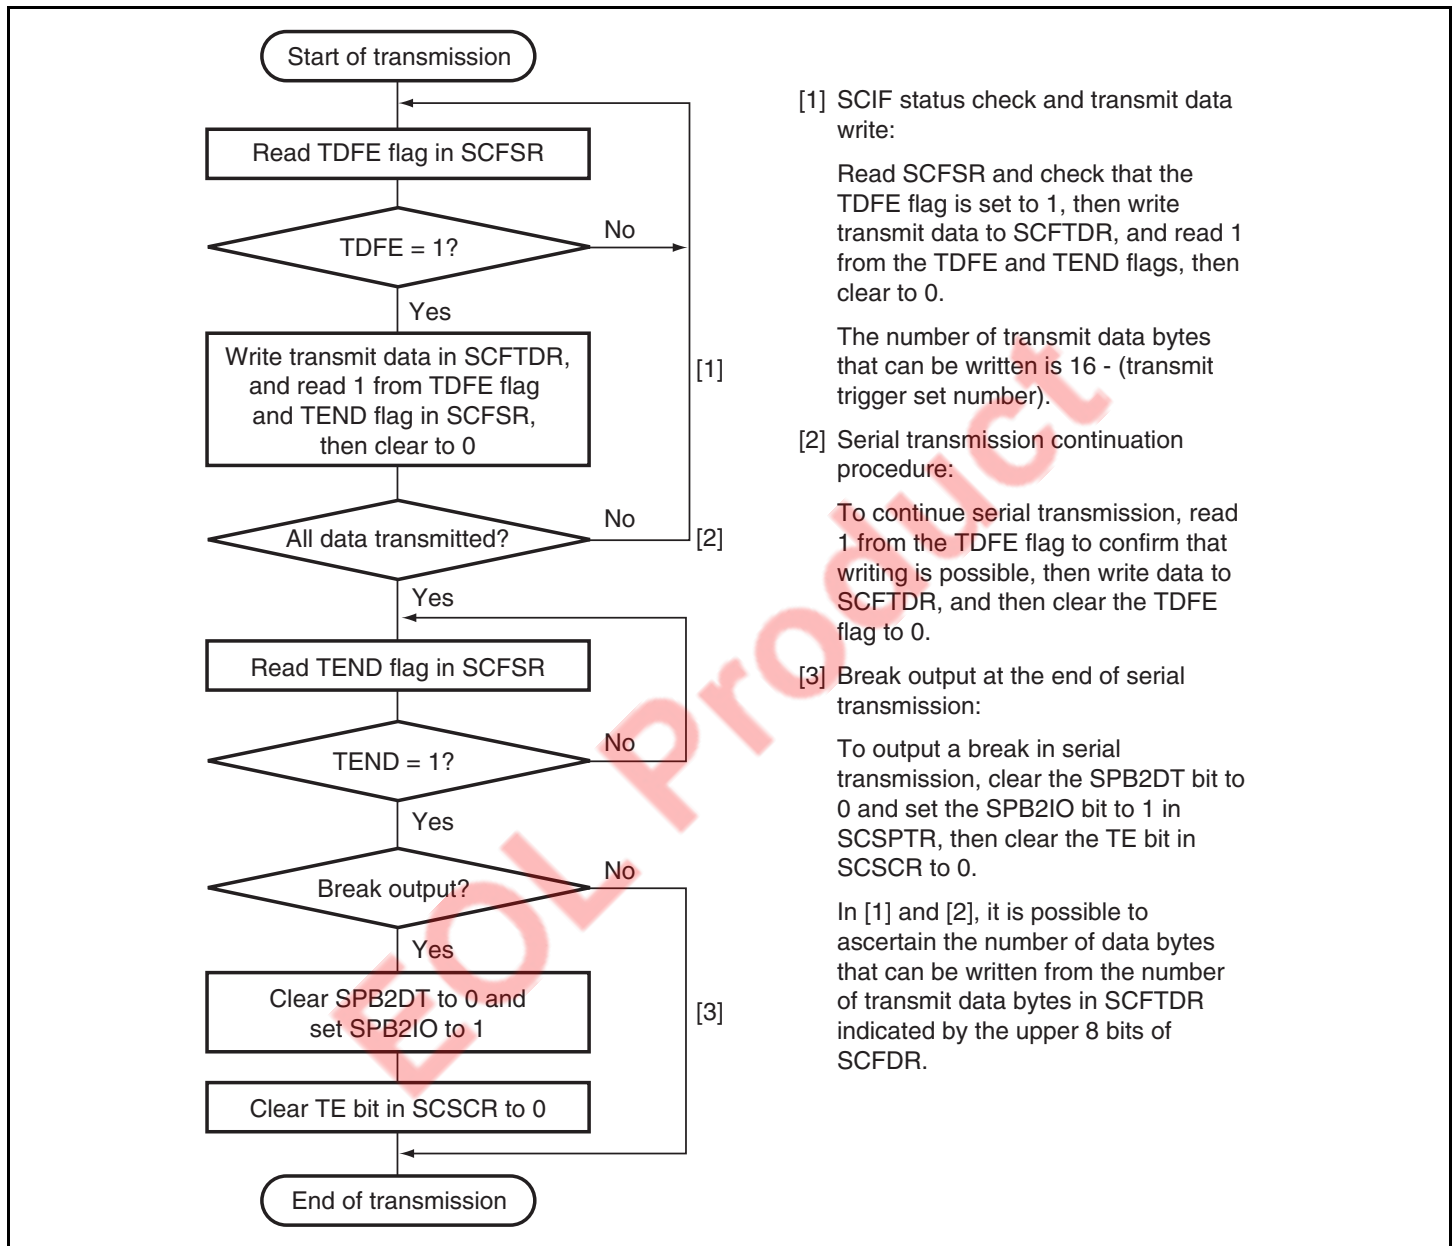 Start of transmission
Read TDFE flag in SCFSR
TDFE = 1?
No
Yes
Write transmit data in SCFTDR,
and read 1 from TDFE flag
and TEND flag in SCFSR,
then clear to 0
[1]
All data transmitted?
No
[2]
Yes
Read TEND flag in SCFSR
TEND = 1?
No
Yes
Break output?
No
Yes
Clear SPB2DT to 0 and
set SPB2IO to 1
[3]
Clear TE bit in SCSCR to 0
End of transmission
[1] SCIF status check and transmit data
write:
Read SCFSR and check that the
TDFE flag is set to 1, then write
transmit data to SCFTDR, and read 1
from the TDFE and TEND flags, then
clear to 0.
The number of transmit data bytes
that can be written is 16 - (transmit
trigger set number).
[2] Serial transmission continuation
procedure:
To continue serial transmission, read
1 from the TDFE flag to confirm that
writing is possible, then write data to
SCFTDR, and then clear the TDFE
flag to 0.
[3] Break output at the end of serial
transmission:
To output a break in serial
transmission, clear the SPB2DT bit to
0 and set the SPB2IO bit to 1 in
SCSPTR, then clear the TE bit in
SCSCR to 0.
In [1] and [2], it is possible to
ascertain the number of data bytes
that can be written from the number
of transmit data bytes in SCFTDR
indicated by the upper 8 bits of
SCFDR.
EOL Product